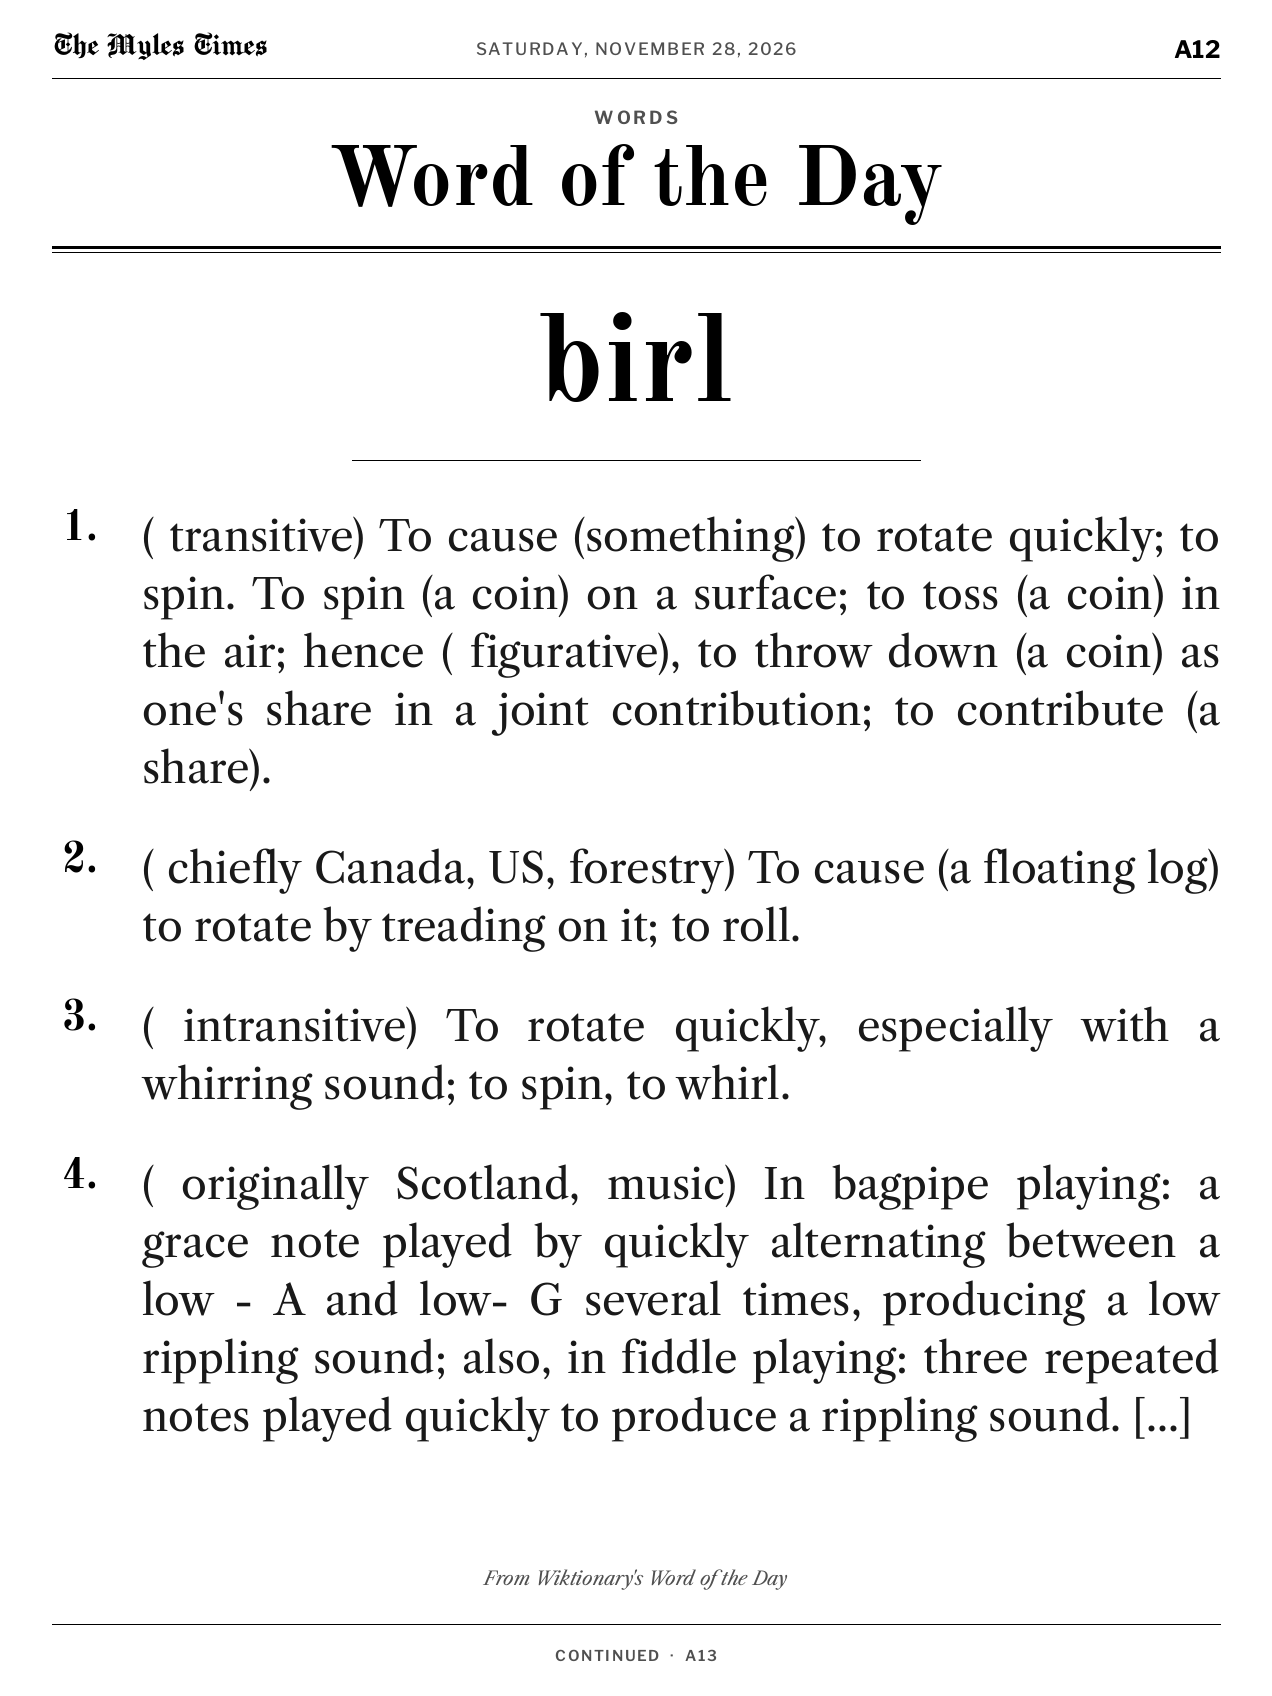 The Myles Times
SATURDAY, NOVEMBER 28, 2026
A12
WORDS
Word of the Day
birl
1. ( transitive) To cause (something) to rotate quickly; to
spin. To spin (a coin) on a surface; to toss (a coin) in
the air; hence ( figurative), to throw down (a coin) as
one's share in a joint contribution; to contribute (a
share).
2. ( chiefly Canada, US, forestry) To cause (a floating log)
to rotate by treading on it; to roll.
3. ( intransitive) To rotate quickly, especially with a
whirring sound; to spin, to whirl.
4. ( originally Scotland, music) In bagpipe playing: a
grace note played by quickly alternating between a
low - A and low- G several times, producing a low
rippling sound; also, in fiddle playing: three repeated
notes played quickly to produce a rippling sound. [...]
From Wiktionary's Word of the Day
CONTINUED · A13